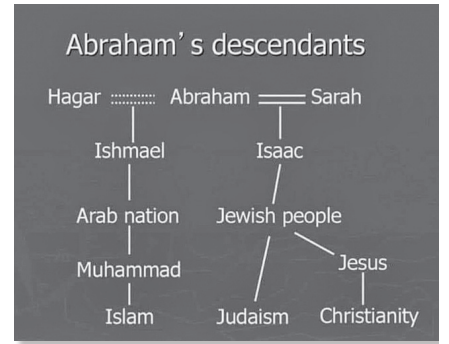 Abraham’s descendants
Hagar Abraham Sarah
Ishmael Isaac
Arab nation Jewish people
Muhammad Jesus
Islam Judaism Christianity